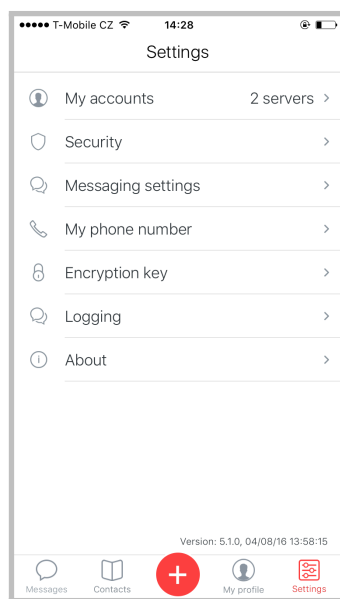 T-Mobile CZ 14:28
Settings
My accounts 2 servers
Security
Messaging settings
My phone number
Encryption key
Logging
About
Version: 5.1.0, 04/08/16 13:58:15
Messages Contacts My profile Settings